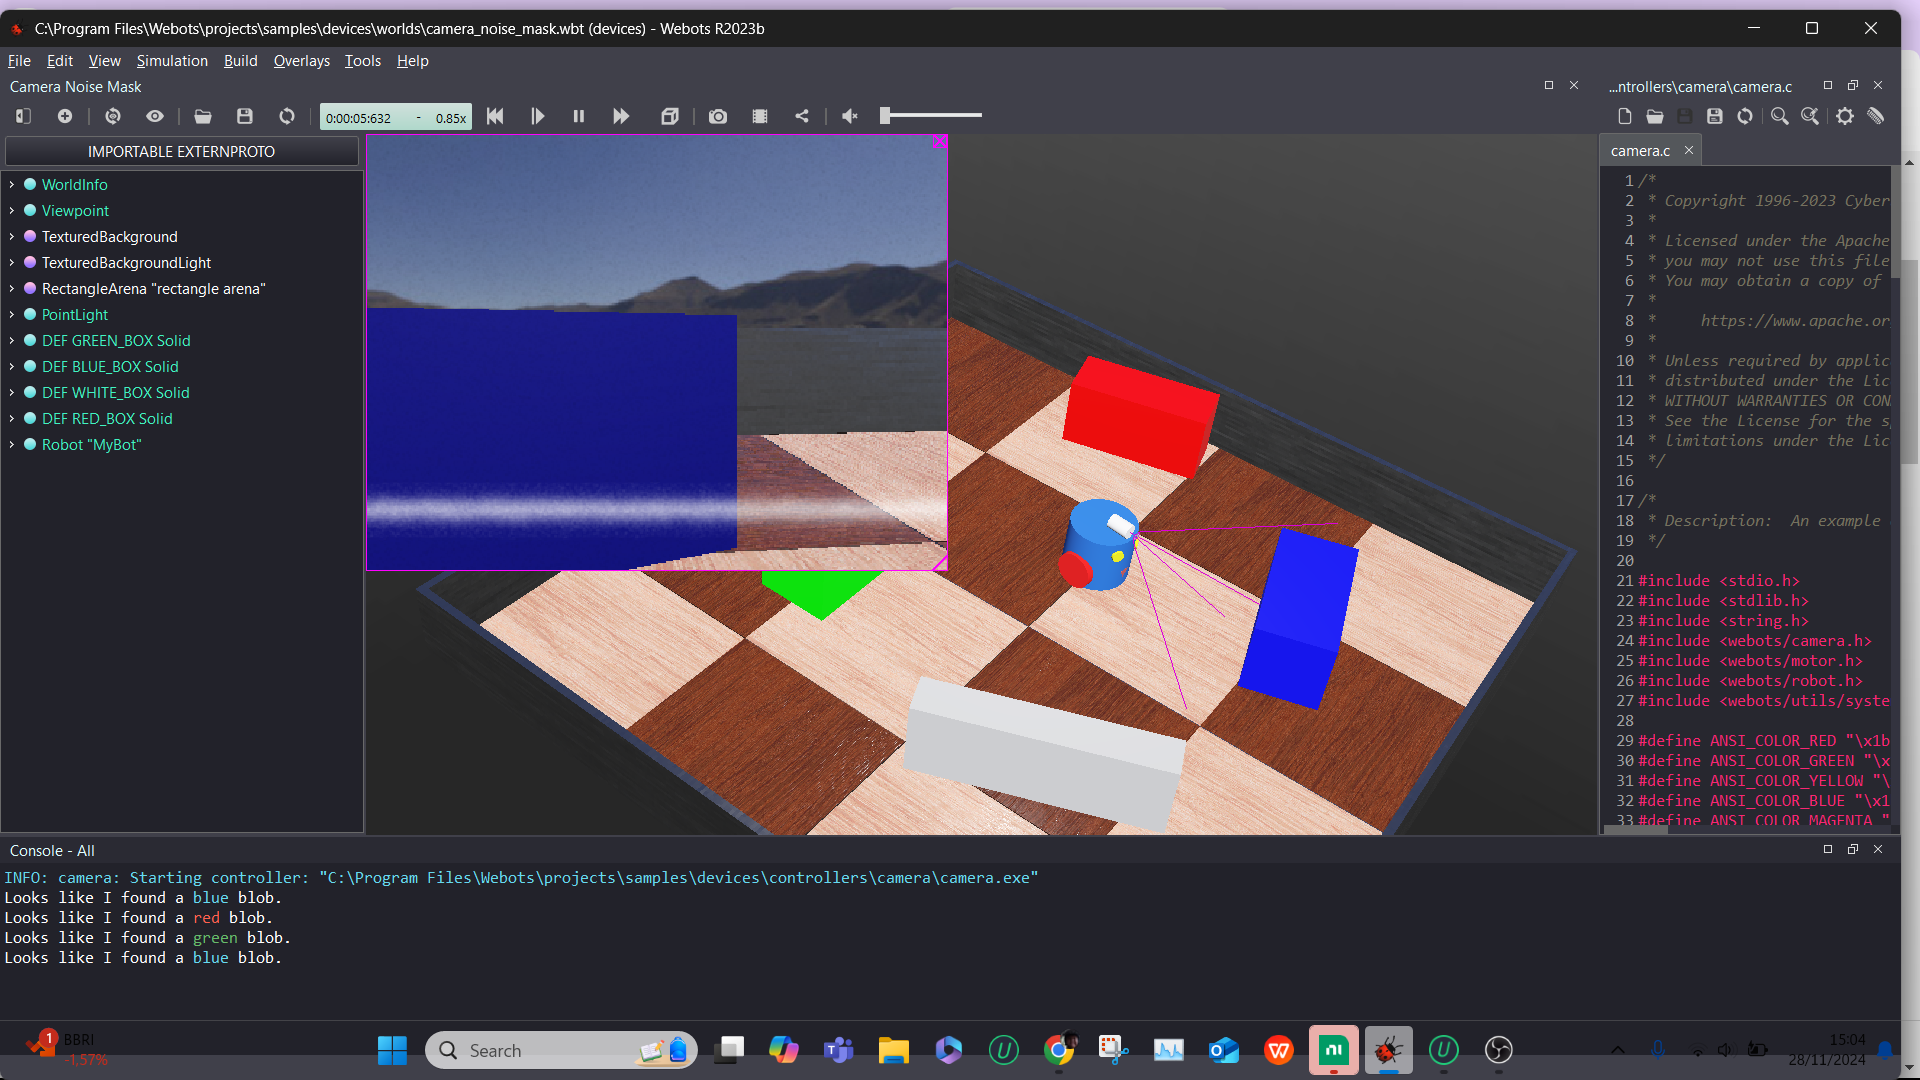 C:\Program Files\Webots\projects\samples\devices\worlds\camera_noise_mask.wbt (devices) - Webots R2023b
File Edit View Simulation Build Overlays Tools Help
Camera Noise Mask
...ntrollers\camera\camera.c
0:00:05:632 - 0.85x
IMPORTABLE EXTERNPROTO
WorldInfo
Viewpoint
TexturedBackground
TexturedBackgroundLight
RectangleArena "rectangle arena"
PointLight
DEF GREEN_BOX Solid
DEF BLUE_BOX Solid
DEF WHITE_BOX Solid
DEF RED_BOX Solid
Robot "MyBot"
camera.c
1 /*
2 * Copyright 1996-2023 Cyber
3 *
4 * Licensed under the Apache
5 * you may not use this file
6 * You may obtain a copy of
7 *
8 * https://www.apache.or
9 *
10 * Unless required by applic
11 * distributed under the Lic
12 * WITHOUT WARRANTIES OR CON
13 * See the License for the s
14 * limitations under the Lic
15 */
16
17 /*
18 * Description: An example
19 */
20
21 #include <stdio.h>
22 #include <stdlib.h>
23 #include <string.h>
24 #include <webots/camera.h>
25 #include <webots/motor.h>
26 #include <webots/robot.h>
27 #include <webots/utils/syste
28
29 #define ANSI_COLOR_RED "\x1b
30 #define ANSI_COLOR_GREEN "\x
31 #define ANSI_COLOR_YELLOW "\
32 #define ANSI_COLOR_BLUE "\x1
33 #define ANSI_COLOR_MAGENTA "
Console - All
INFO: camera: Starting controller: "C:\Program Files\Webots\projects\samples\devices\controllers\camera\camera.exe"
Looks like I found a blue blob.
Looks like I found a red blob.
Looks like I found a green blob.
Looks like I found a blue blob.
1
BBRI
-1,57%
Search
15:04
28/11/2024